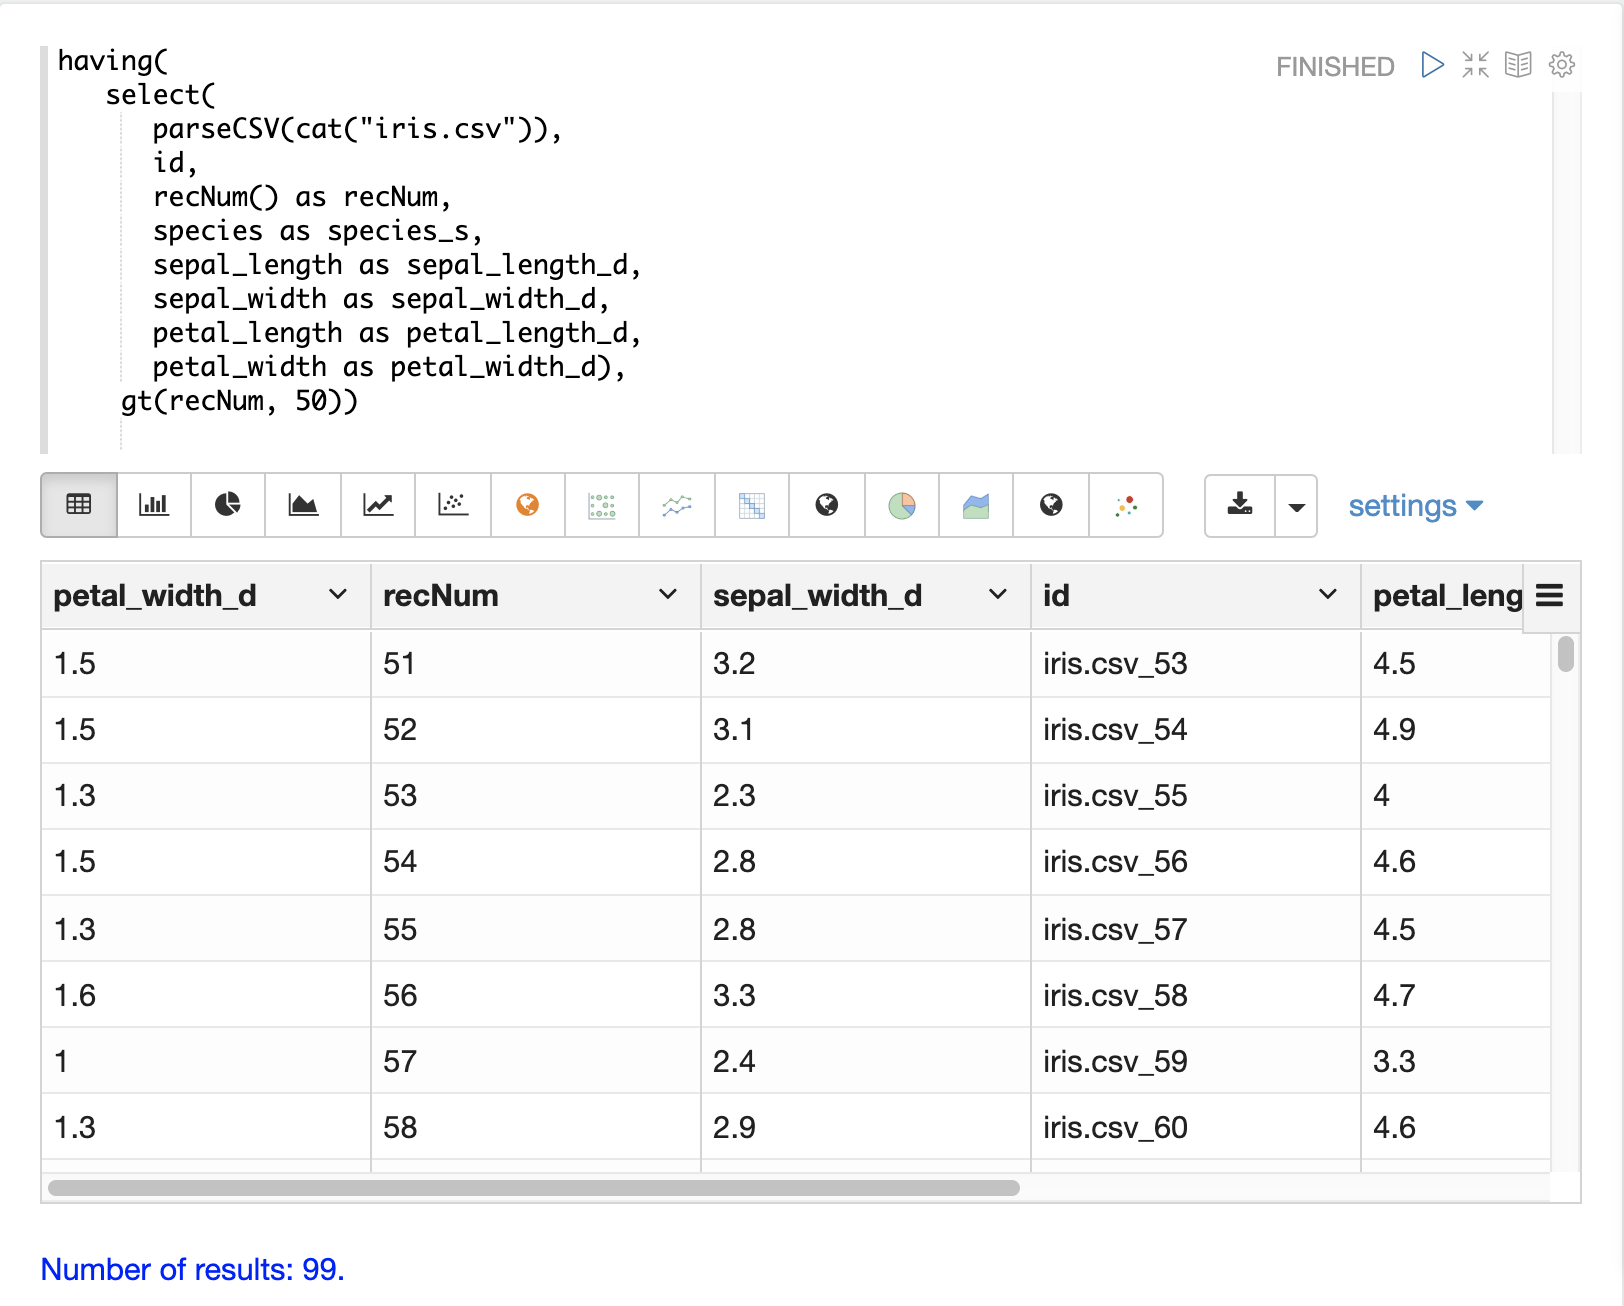 having(
select(
parseCSV(cat("iris.csv")),
id,
recNum() as recNum,
species as species_s,
sepal_length as sepal_length_d,
sepal_width as sepal_width_d,
petal_length as petal_length_d,
petal_width as petal_width_d),
gt(recNum, 50))
FINISHED
settings
petal_width_d recNum sepal_width_d id petal_leng
1.5 51 3.2 iris.csv_53 4.5
1.5 52 3.1 iris.csv_54 4.9
1.3 53 2.3 iris.csv_55 4
1.5 54 2.8 iris.csv_56 4.6
1.3 55 2.8 iris.csv_57 4.5
1.6 56 3.3 iris.csv_58 4.7
1 57 2.4 iris.csv_59 3.3
1.3 58 2.9 iris.csv_60 4.6
Number of results: 99.